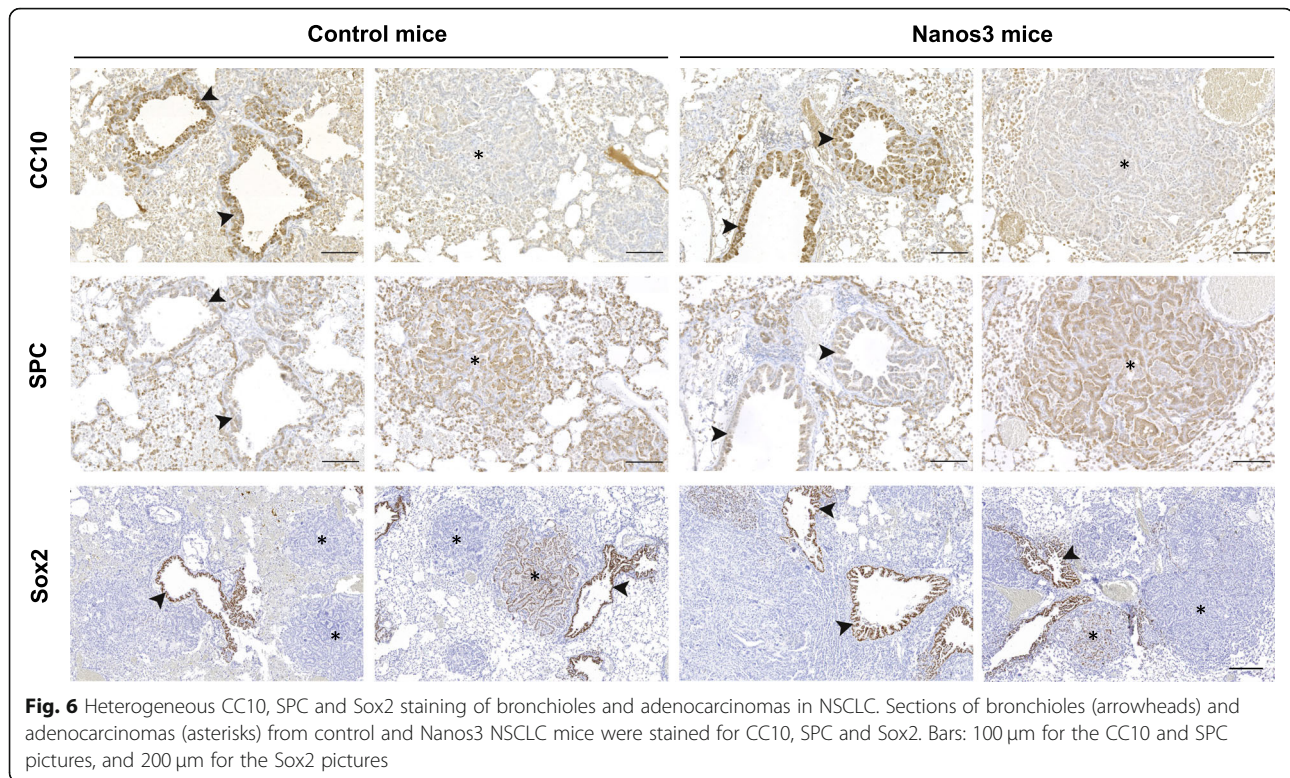 Control mice
Nanos3 mice
CC10
*
*
SPC
*
*
Sox2
*
*
*
*
*
*
Fig. 6 Heterogeneous CC10, SPC and Sox2 staining of bronchioles and adenocarcinomas in NSCLC. Sections of bronchioles (arrowheads) and
adenocarcinomas (asterisks) from control and Nanos3 NSCLC mice were stained for CC10, SPC and Sox2. Bars: 100 μm for the CC10 and SPC
pictures, and 200 μm for the Sox2 pictures